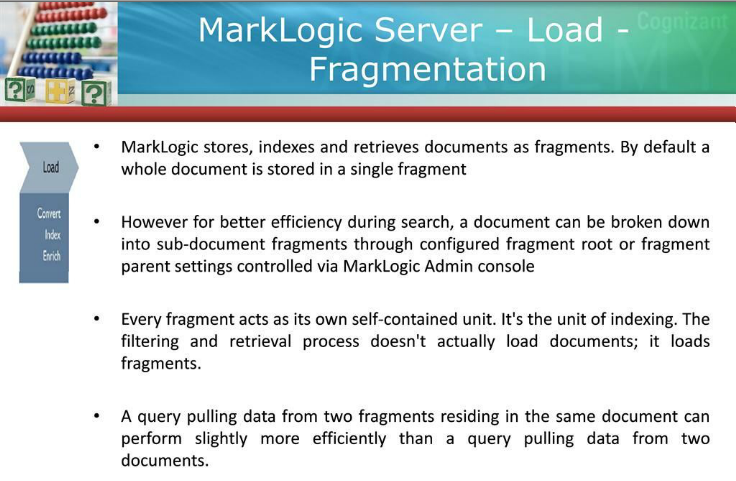 MarkLogic Server – Load -
Fragmentation
Cognizant
Load
Convert
Index
Enrich
• MarkLogic stores, indexes and retrieves documents as fragments. By default a
whole document is stored in a single fragment
• However for better efficiency during search, a document can be broken down
into sub-document fragments through configured fragment root or fragment
parent settings controlled via MarkLogic Admin console
• Every fragment acts as its own self-contained unit. It's the unit of indexing. The
filtering and retrieval process doesn't actually load documents; it loads
fragments.
• A query pulling data from two fragments residing in the same document can
perform slightly more efficiently than a query pulling data from two
documents.